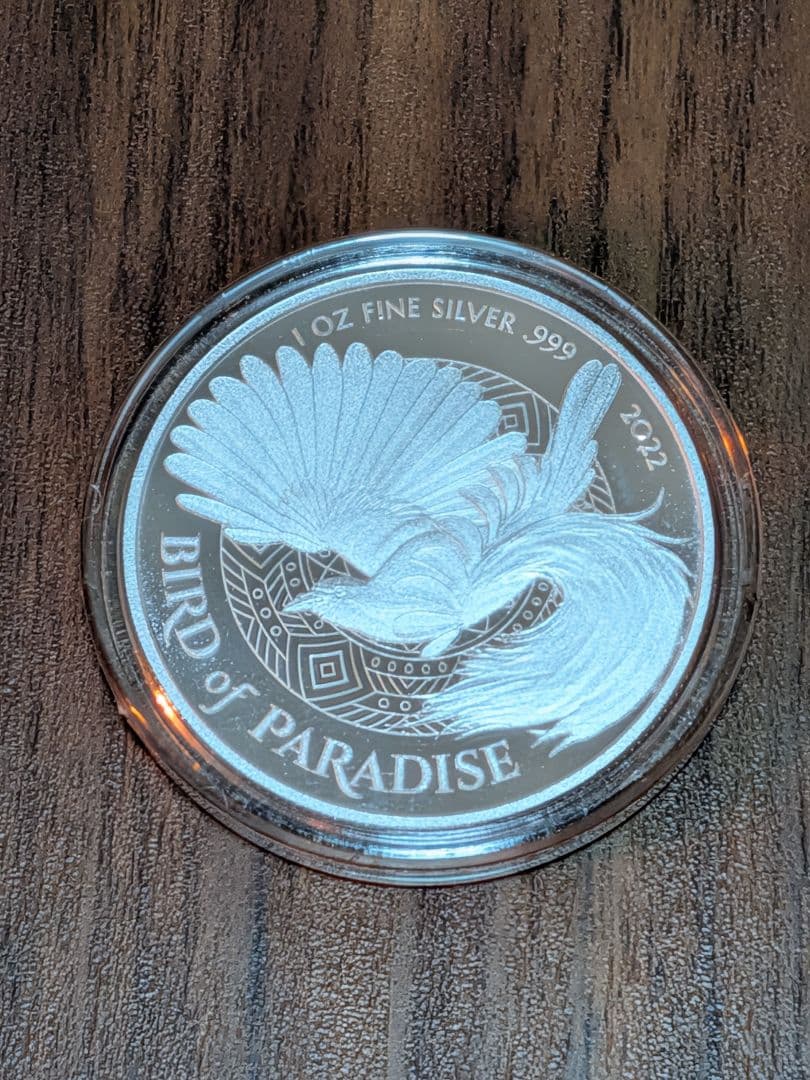 1 OZ FINE SILVER .999
2022
BIRD of PARADISE